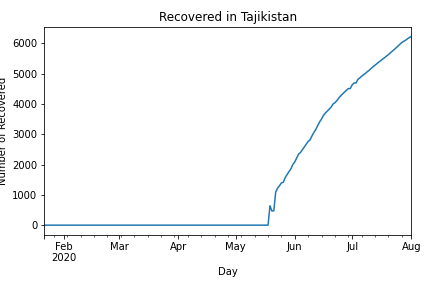 Recovered in Tajikistan
Number of Recovered
6000
5000
4000
3000
2000
1000
0
Feb
2020
Mar
Apr
May
Jun
Jul
Aug
Day